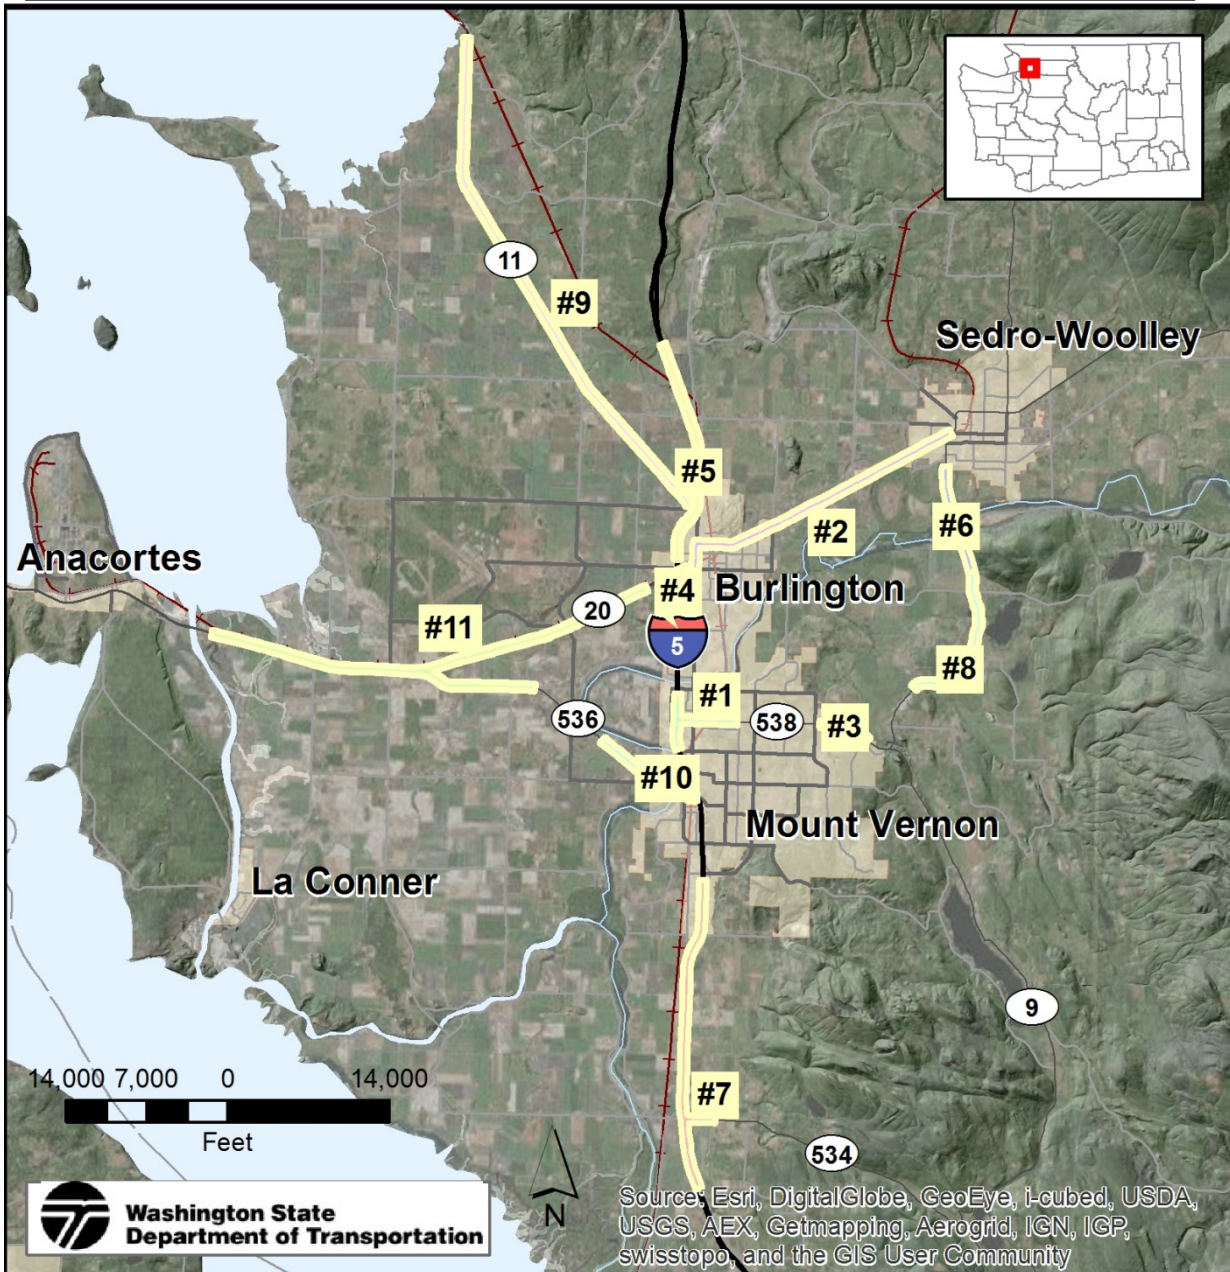 11
#9
Sedro-Woolley
#5
#2
#6
Anacortes
#4
Burlington
20
#11
5
#8
#1
536
538
#3
#10
Mount Vernon
La Conner
9
14,000 7,000 0 14,000
Feet
#7
534
N
Washington State
Department of Transportation
Source: Esri, DigitalGlobe, GeoEye, i-cubed, USDA,
USGS, AEX, Getmapping, Aerogrid, IGN, IGP,
swisstopo, and the GIS User Community